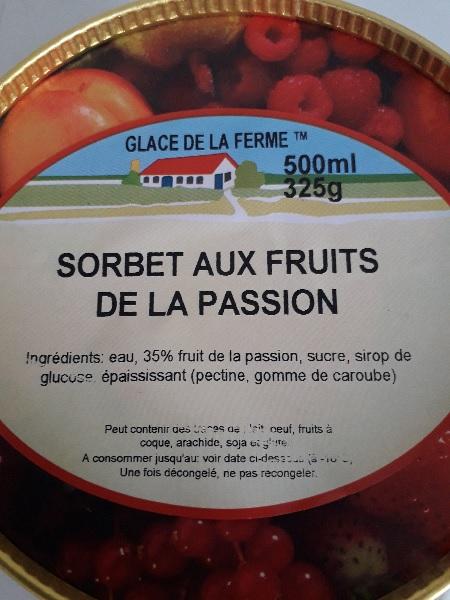 GLACE DE LA FERME ™
500ml
325g
SORBET AUX FRUITS
DE LA PASSION
Ingrédients: eau, 35% fruit de la passion, sucre, sirop de
glucose, épaississant (pectine, gomme de caroube)
Peut contenir des traces de lait, oeuf, fruits à
coque, arachide, soja et
A consommer jusqu'au: voir date ci-dessous
Une fois décongelé, ne pas recongeler.